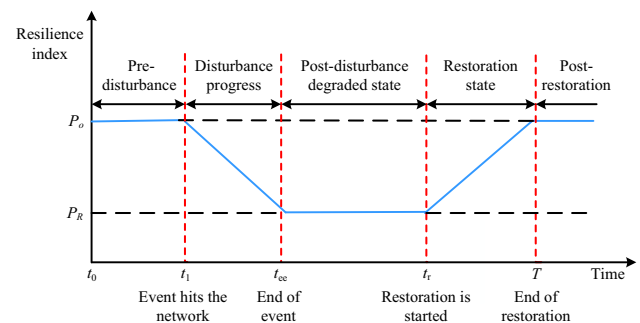 Resilience
index
Pre-
disturbance
Disturbance
progress
Post-disturbance
degraded state
Restoration
state
Post-
restoration
P_o
P_R
t_0
t_1
t_ee
t_r
T
Time
Event hits the
network
End of
event
Restoration is
started
End of
restoration